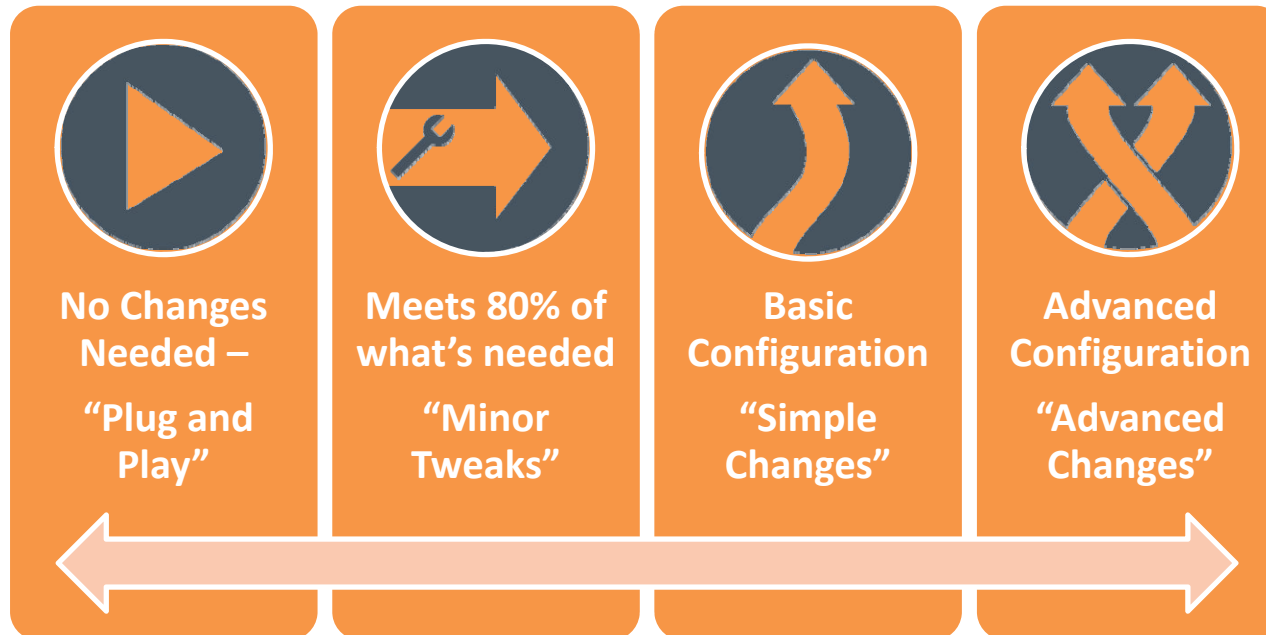 No Changes
Needed –
“Plug and
Play”
Meets 80% of
what’s needed
“Minor
Tweaks”
Basic
Configuration
“Simple
Changes”
Advanced
Configuration
“Advanced
Changes”